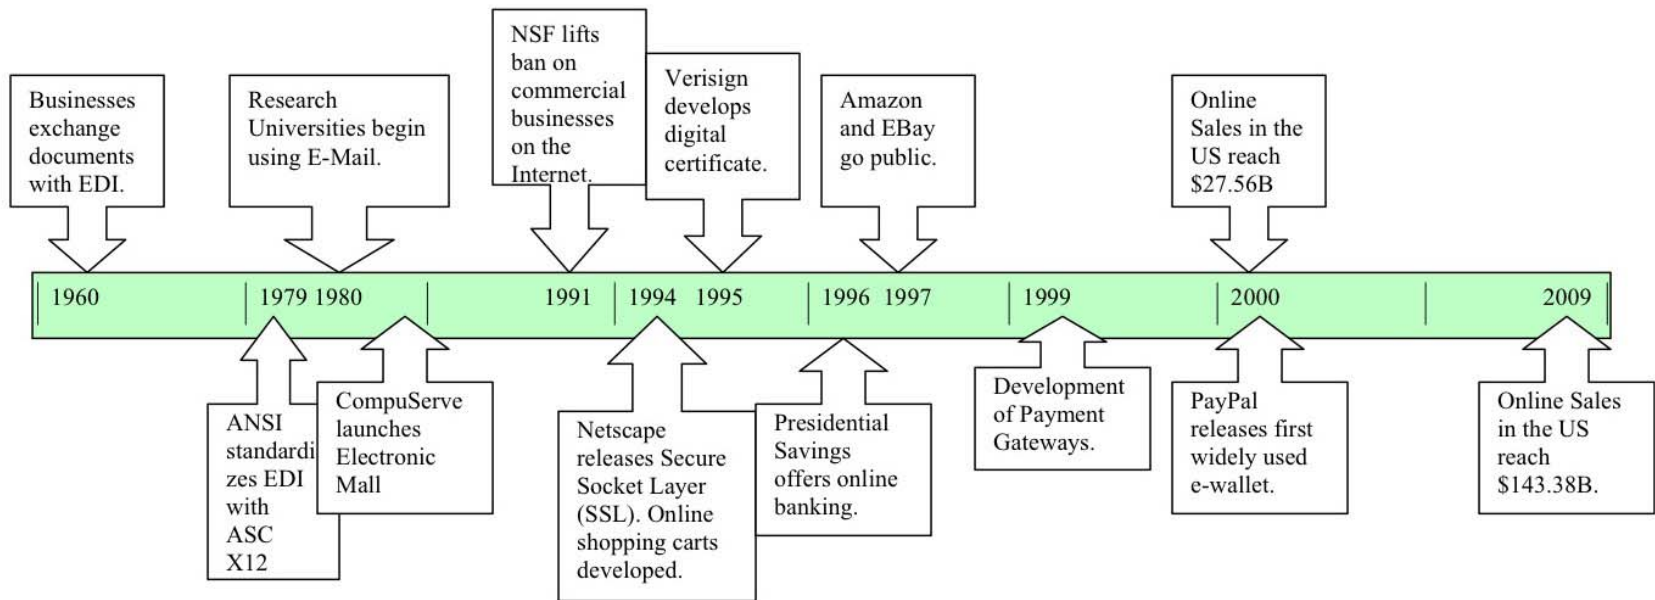 Businesses
exchange
documents
with EDI.
Research
Universities begin
using E-Mail.
NSF lifts
ban on
commercial
businesses
on the
Internet.
Verisign
develops
digital
certificate.
Amazon
and EBay
go public.
Online
Sales in the
US reach
$27.56B
1960 1979 1980 1991 1994 1995 1996 1997 1999 2000 2009
ANSI
standardi
zes EDI
with
ASC
X12
CompuServe
launches
Electronic
Mall
Netscape
releases Secure
Socket Layer
(SSL). Online
shopping carts
developed.
Presidential
Savings
offers online
banking.
Development
of Payment
Gateways.
PayPal
releases first
widely used
e-wallet.
Online Sales
in the US
reach
$143.38B.